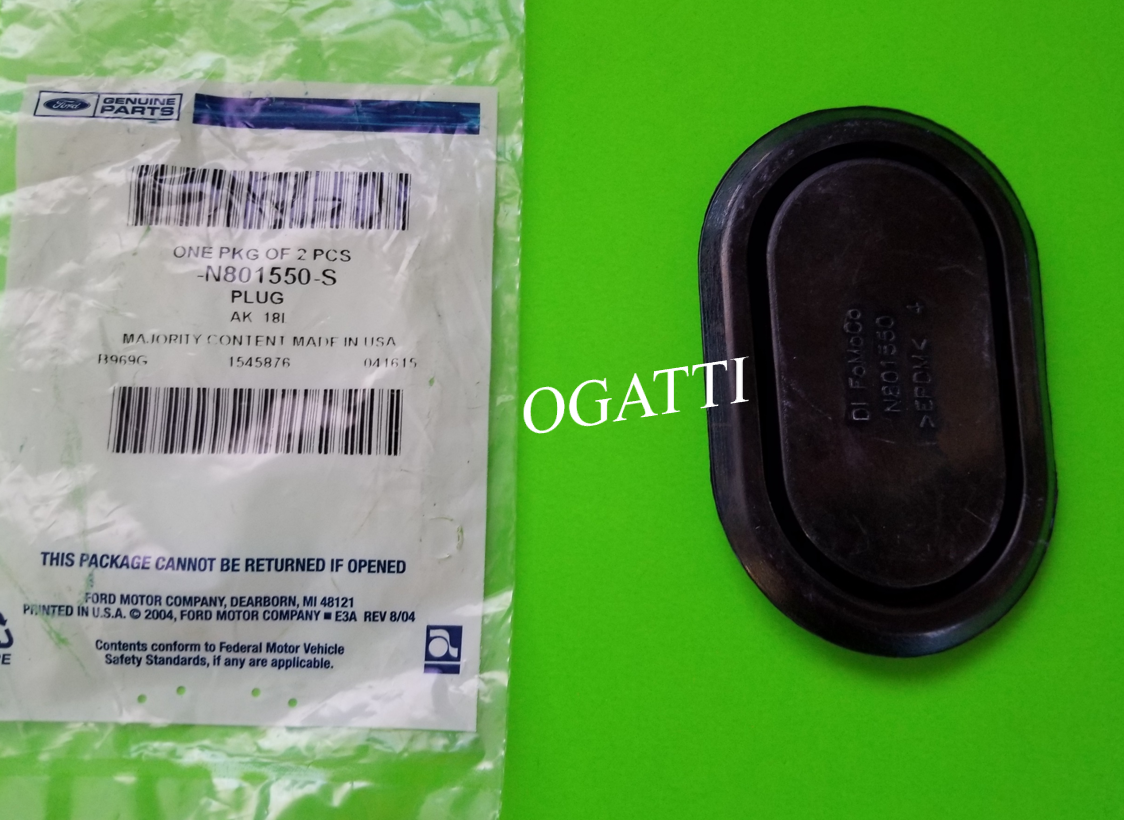 Ford GENUINE PARTS
ONE PKG OF 2 PCS
-N801550-S
PLUG
AK 18I
MAJORITY CONTENT MADE IN USA
B969G 1545876 041615
THIS PACKAGE CANNOT BE RETURNED IF OPENED
FORD MOTOR COMPANY, DEARBORN, MI 48121
PRINTED IN U.S.A. © 2004, FORD MOTOR COMPANY ■ E3A REV 8/04
Contents conform to Federal Motor Vehicle
Safety Standards, if any are applicable.
OGATTI
DI FoMoCo
N801550
>EPDM< 4